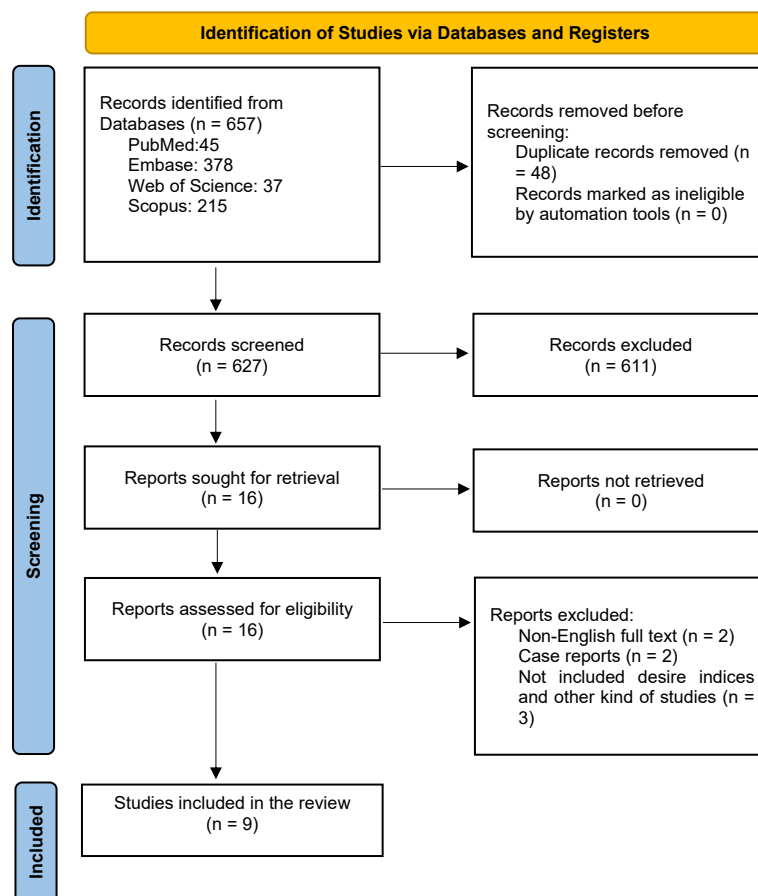 Identification of Studies via Databases and Registers
Identification
Records identified from
Databases (n = 657)
PubMed:45
Embase: 378
Web of Science: 37
Scopus: 215
Records removed before
screening:
Duplicate records removed (n
= 48)
Records marked as ineligible
by automation tools (n = 0)
Screening
Records screened
(n = 627)
Records excluded
(n = 611)
Reports sought for retrieval
(n = 16)
Reports not retrieved
(n = 0)
Reports assessed for eligibility
(n = 16)
Reports excluded:
Non-English full text (n = 2)
Case reports (n = 2)
Not included desire indices
and other kind of studies (n =
3)
Included
Studies included in the review
(n = 9)